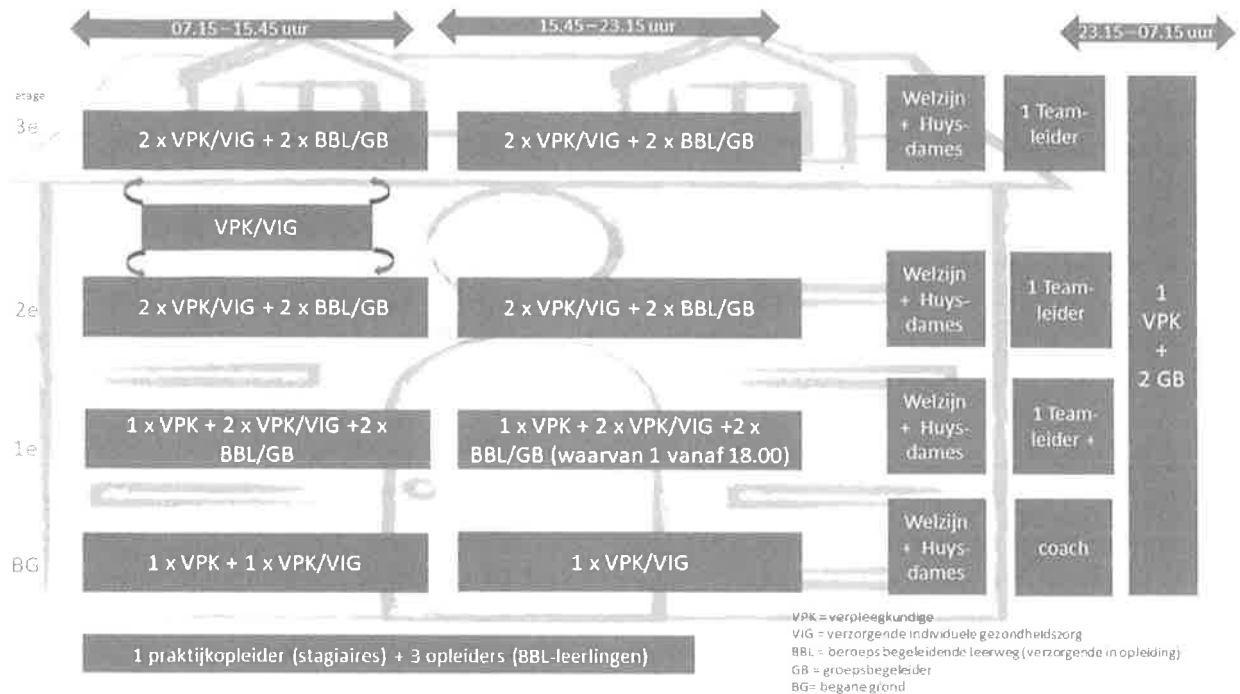 07.15 – 15.45 uur
15.45 – 23.15 uur
23.15 – 07.15 uur
etage
3e
2 x VPK/VIG + 2 x BBL/GB
2 x VPK/VIG + 2 x BBL/GB
Welzijn
+ Huys-
dames
1 Team-
leider
VPK/VIG
2e
2 x VPK/VIG + 2 x BBL/GB
2 x VPK/VIG + 2 x BBL/GB
Welzijn
+ Huys-
dames
1 Team-
leider
1
VPK
+
2 GB
1e
1 x VPK + 2 x VPK/VIG +2 x
BBL/GB
1 x VPK + 2 x VPK/VIG +2 x
BBL/GB (waarvan 1 vanaf 18.00)
Welzijn
+ Huys-
dames
1 Team-
leider +
BG
1 x VPK + 1 x VPK/VIG
1 x VPK/VIG
Welzijn
+ Huys-
dames
coach
1 praktijkopleider (stagiaires) + 3 opleiders (BBL-leerlingen)
VPK = verpleegkundige
VIG = verzorgende individuele gezondheidszorg
BBL = beroeps begeleidende leerweg (verzorgende in opleiding)
GB = groepsbegeleider
BG = begane grond